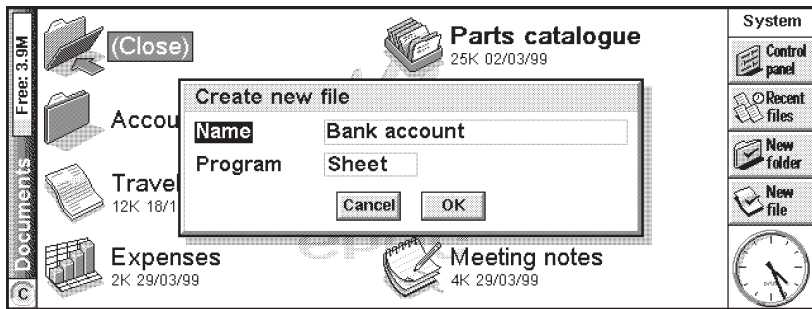 System
Free: 3.9M
Documents
C
(Close)
Parts catalogue
25K 02/03/99
Accou
Travel
12K 18/1
Expenses
2K 29/03/99
Meeting notes
4K 29/03/99
Create new file
Name
Bank account
Program
Sheet
Cancel
OK
Control
panel
Recent
files
New
folder
New
file